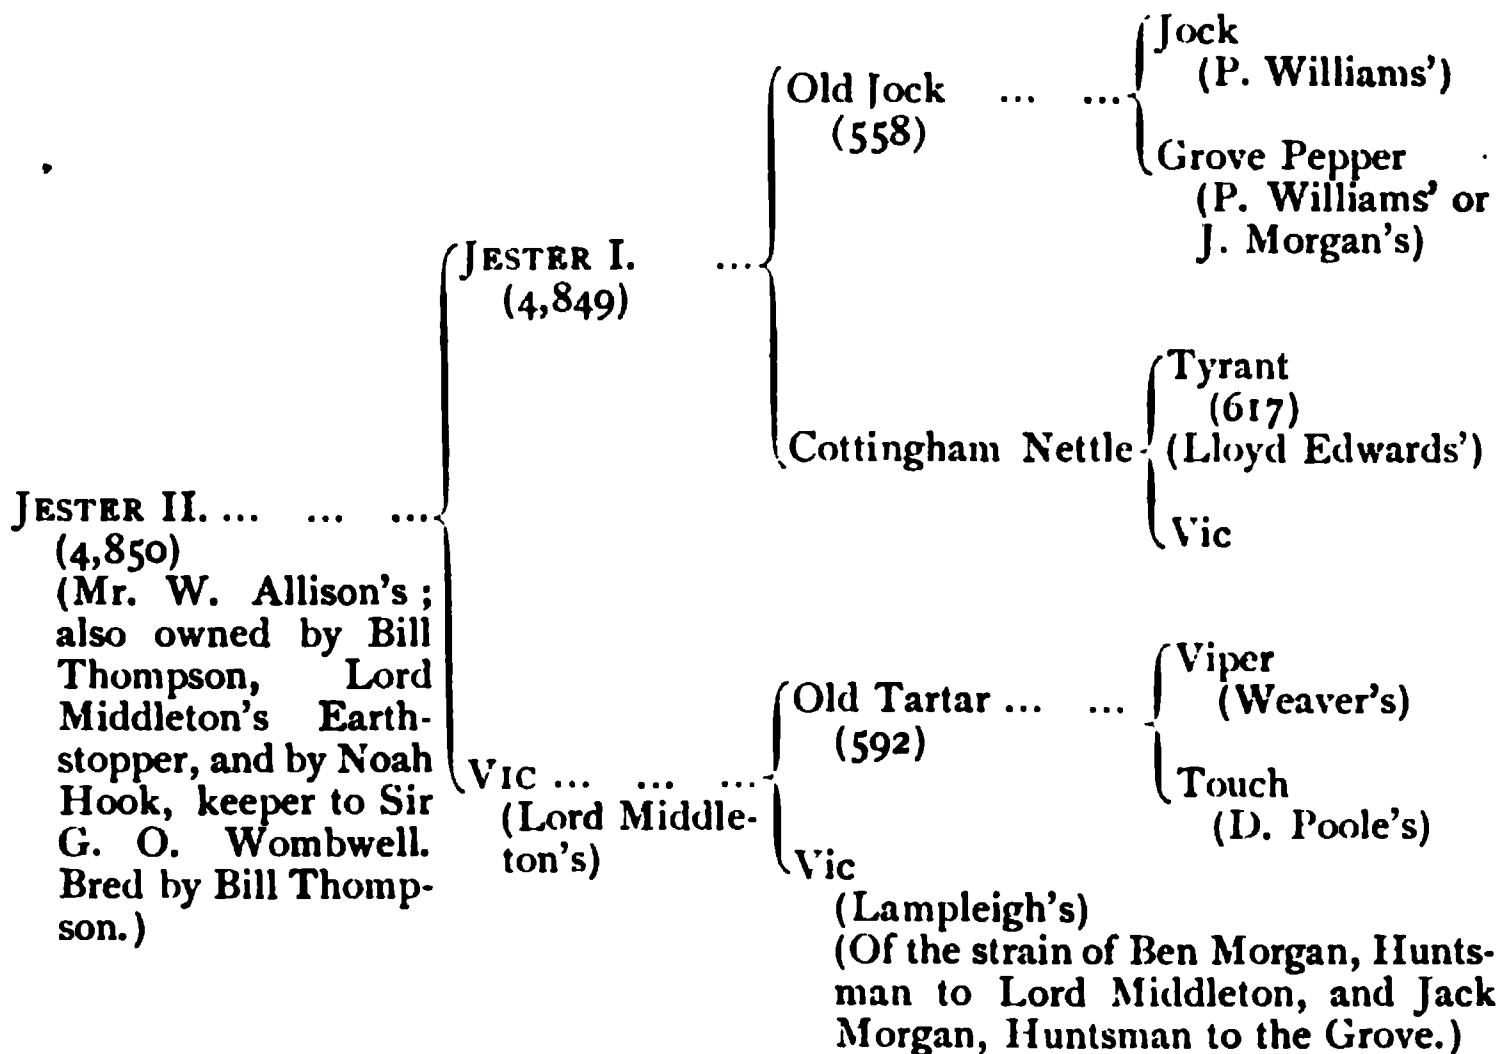 Jock
(P. Williams')
Old Jock ... ...
(558)
Grove Pepper
(P. Williams' or
J. Morgan's)
JESTER I. ...
(4,849)
Tyrant
(617)
(Lloyd Edwards')
Cottingham Nettle
Vic
JESTER II. ... ... ...
(4,850)
(Mr. W. Allison's ;
also owned by Bill
Thompson, Lord
Middleton's Earth-
stopper, and by Noah
Hook, keeper to Sir
G. O. Wombwell.
Bred by Bill Thomp-
son.)
Viper
(Weaver's)
Old Tartar ... ...
(592)
Touch
(D. Poole's)
VIC ... ... ...
(Lord Middle-
ton's)
Vic
(Lampleigh's)
(Of the strain of Ben Morgan, Hunts-
man to Lord Middleton, and Jack
Morgan, Huntsman to the Grove.)